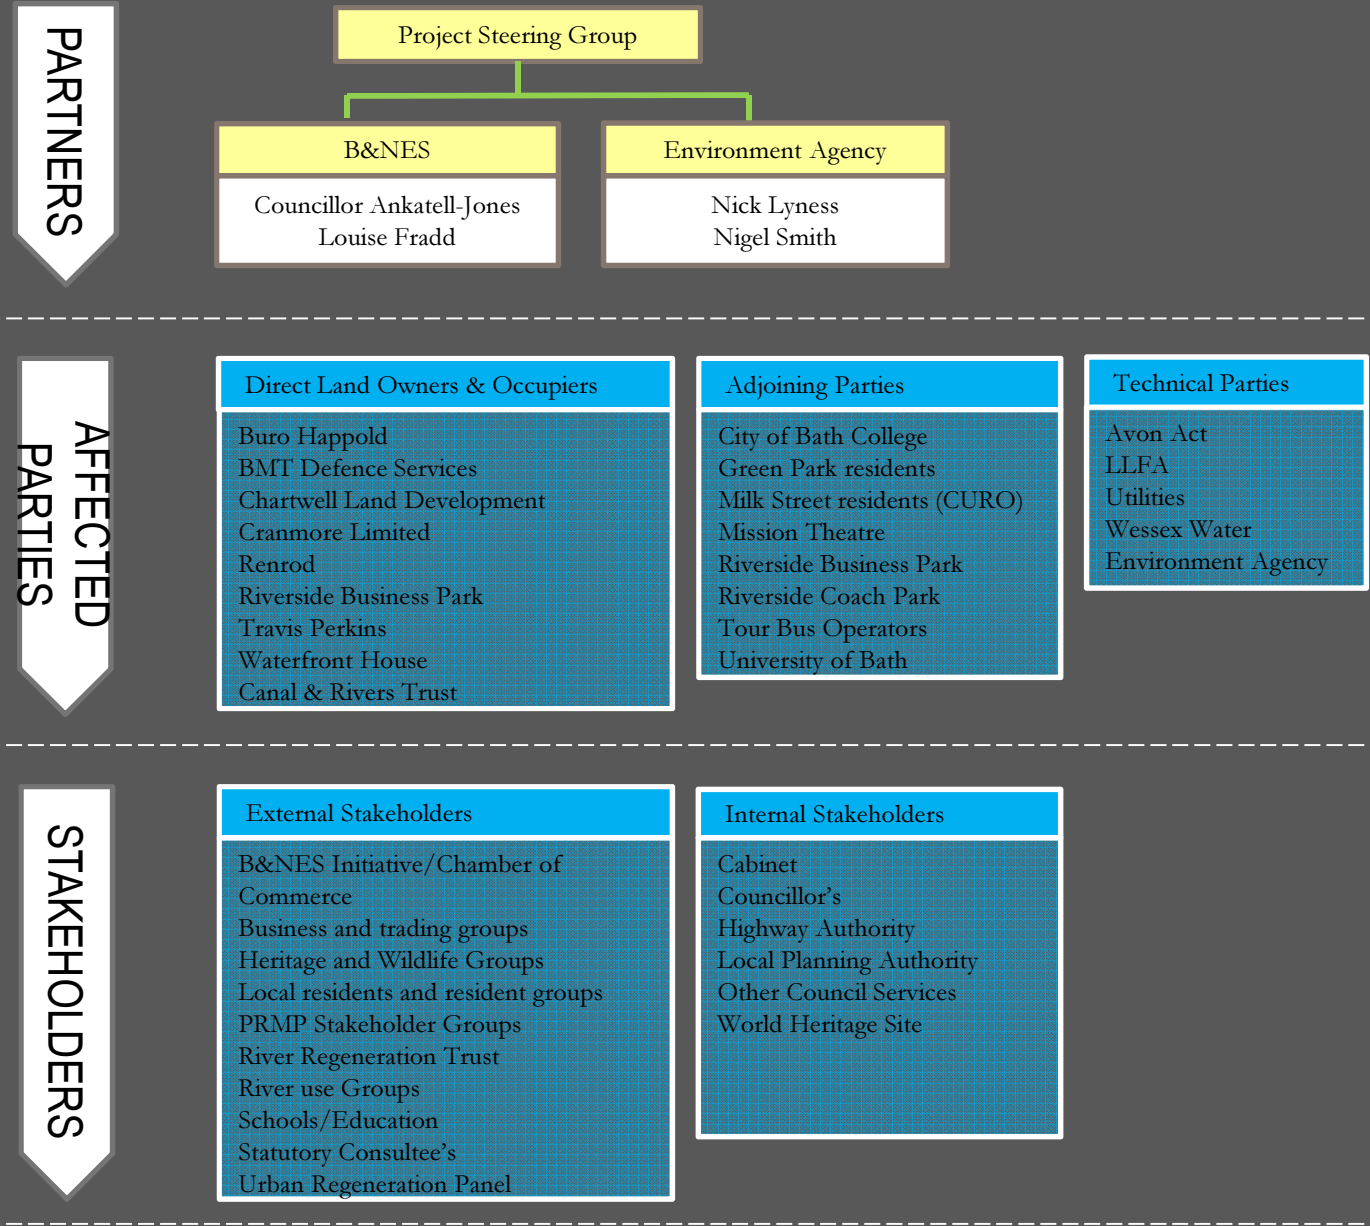 PARTNERS
Project Steering Group
B&NES
Councillor Ankatell-Jones
Louise Fradd
Environment Agency
Nick Lyness
Nigel Smith
AFFECTED
PARTIES
Direct Land Owners & Occupiers
Buro Happold
BMT Defence Services
Chartwell Land Development
Cranmore Limited
Renrod
Riverside Business Park
Travis Perkins
Waterfront House
Canal & Rivers Trust
Adjoining Parties
City of Bath College
Green Park residents
Milk Street residents (CURO)
Mission Theatre
Riverside Business Park
Riverside Coach Park
Tour Bus Operators
University of Bath
Technical Parties
Avon Act
LLFA
Utilities
Wessex Water
Environment Agency
STAKEHOLDERS
External Stakeholders
B&NES Initiative/Chamber of
Commerce
Business and trading groups
Heritage and Wildlife Groups
Local residents and resident groups
PRMP Stakeholder Groups
River Regeneration Trust
River use Groups
Schools/Education
Statutory Consultee’s
Urban Regeneration Panel
Internal Stakeholders
Cabinet
Councillor’s
Highway Authority
Local Planning Authority
Other Council Services
World Heritage Site